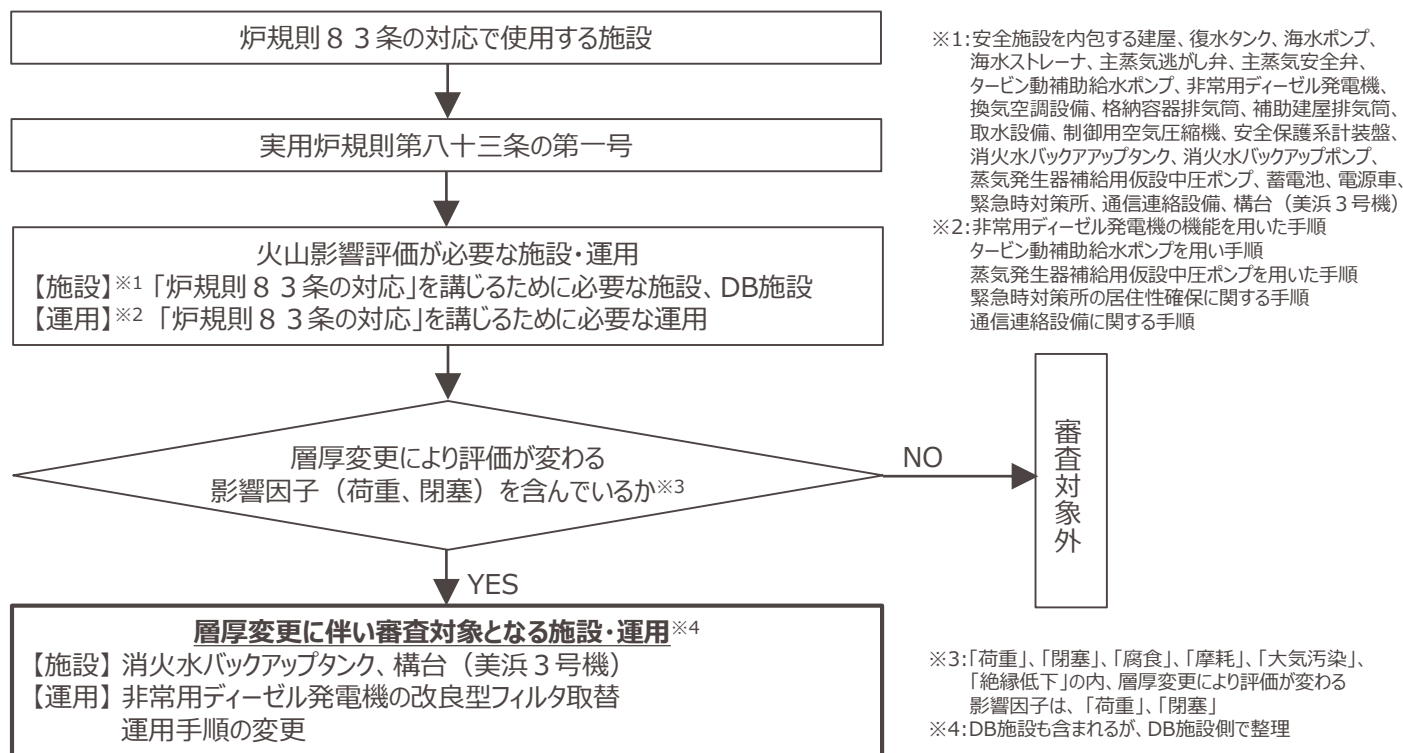 炉規則８３条の対応で使用する施設
実用炉規則第八十三条の第一号
火山影響評価が必要な施設・運用
【施設】※1「炉規則８３条の対応」を講じるために必要な施設、DB施設
【運用】※2「炉規則８３条の対応」を講じるために必要な運用
層厚変更により評価が変わる
影響因子（荷重、閉塞）を含んでいるか※3
NO
審査対象外
YES
層厚変更に伴い審査対象となる施設・運用※4
【施設】消火水バックアップタンク、構台（美浜３号機）
【運用】非常用ディーゼル発電機の改良型フィルタ取替
運用手順の変更
※1:安全施設を内包する建屋、復水タンク、海水ポンプ、
海水ストレーナ、主蒸気逃がし弁、主蒸気安全弁、
タービン動補助給水ポンプ、非常用ディーゼル発電機、
換気空調設備、格納容器排気筒、補助建屋排気筒、
取水設備、制御用空気圧縮機、安全保護系計装盤、
消火水バックアアップタンク、消火水バックアップポンプ、
蒸気発生器補給用仮設中圧ポンプ、蓄電池、電源車、
緊急時対策所、通信連絡設備、構台（美浜３号機）
※2:非常用ディーゼル発電機の機能を用いた手順
タービン動補助給水ポンプを用い手順
蒸気発生器補給用仮設中圧ポンプを用いた手順
緊急時対策所の居住性確保に関する手順
通信連絡設備に関する手順
※3:「荷重」、「閉塞」、「腐食」、「摩耗」、「大気汚染」、
「絶縁低下」の内、層厚変更により評価が変わる
影響因子は、「荷重」、「閉塞」
※4:DB施設も含まれるが、DB施設側で整理